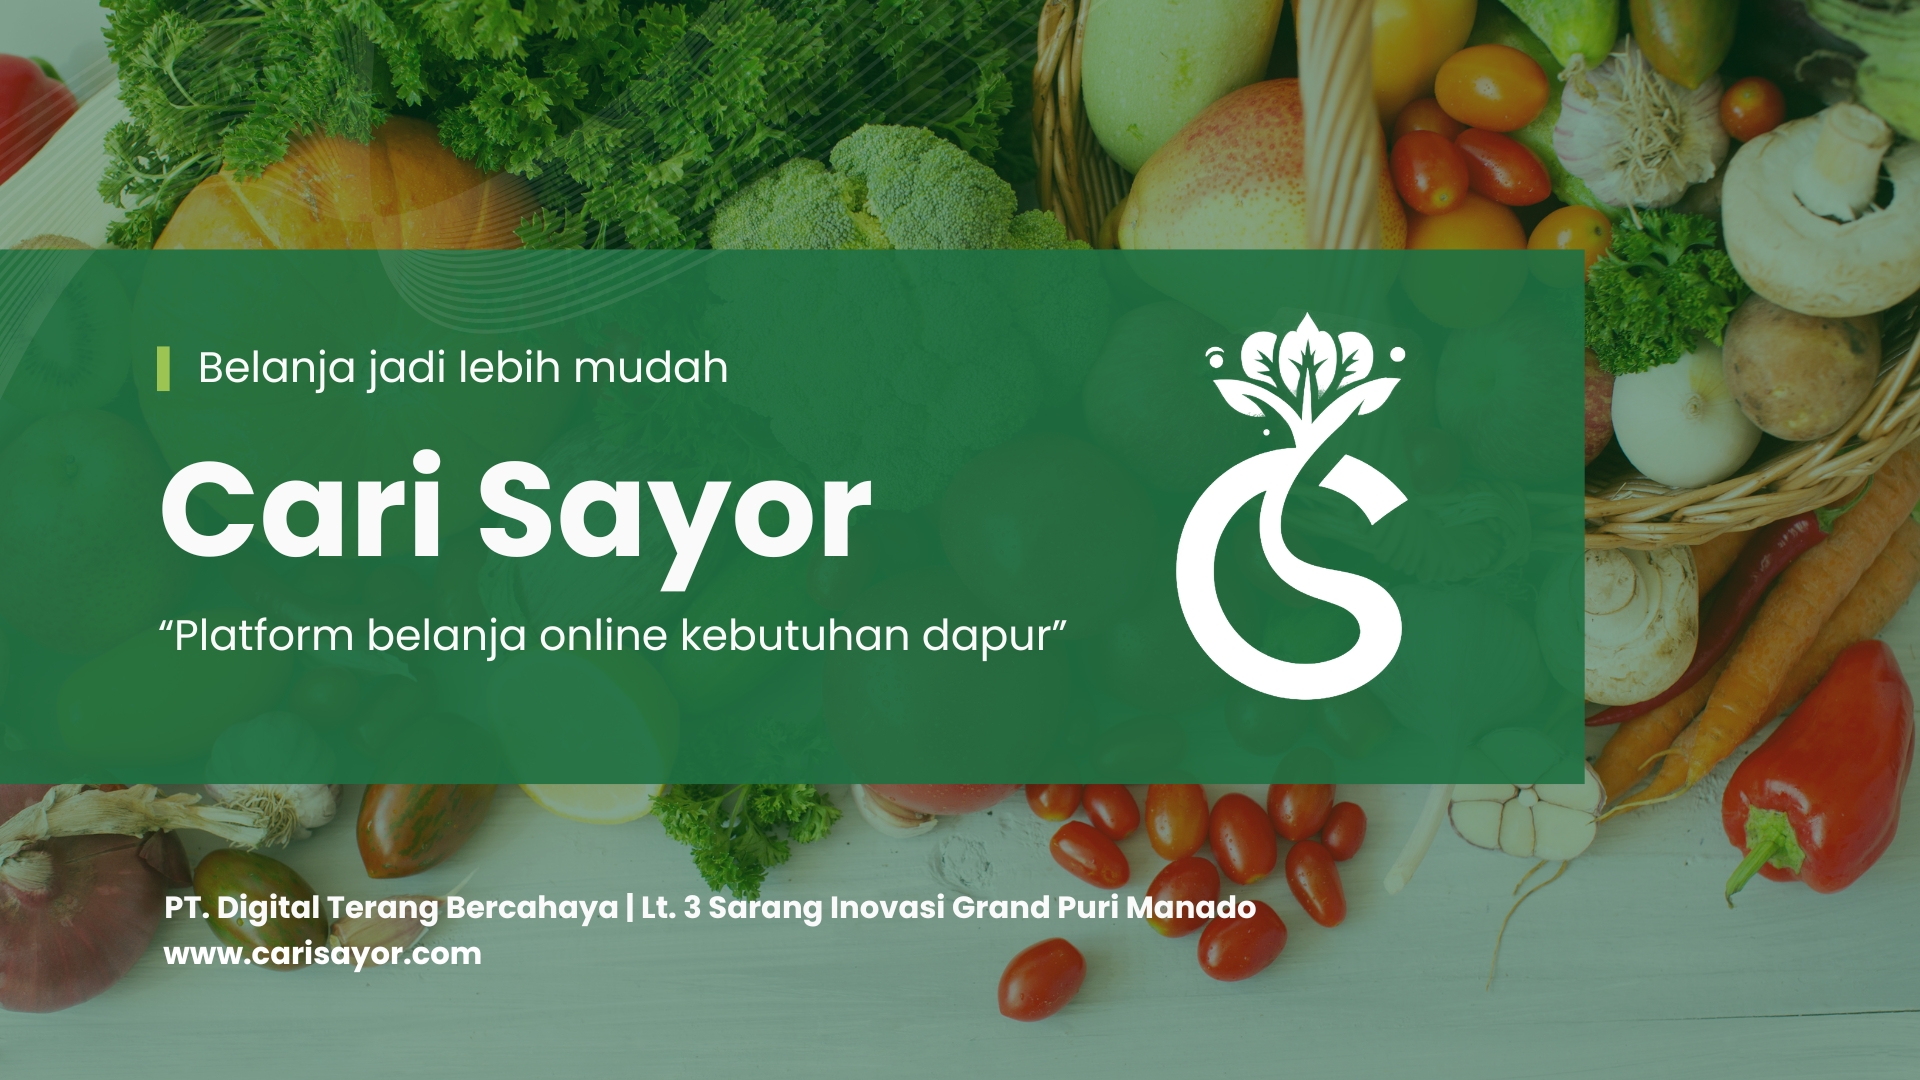 Belanja jadi lebih mudah
Cari Sayor
“Platform belanja online kebutuhan dapur”
PT. Digital Terang Bercahaya | Lt. 3 Sarang Inovasi Grand Puri Manado
www.carisayor.com